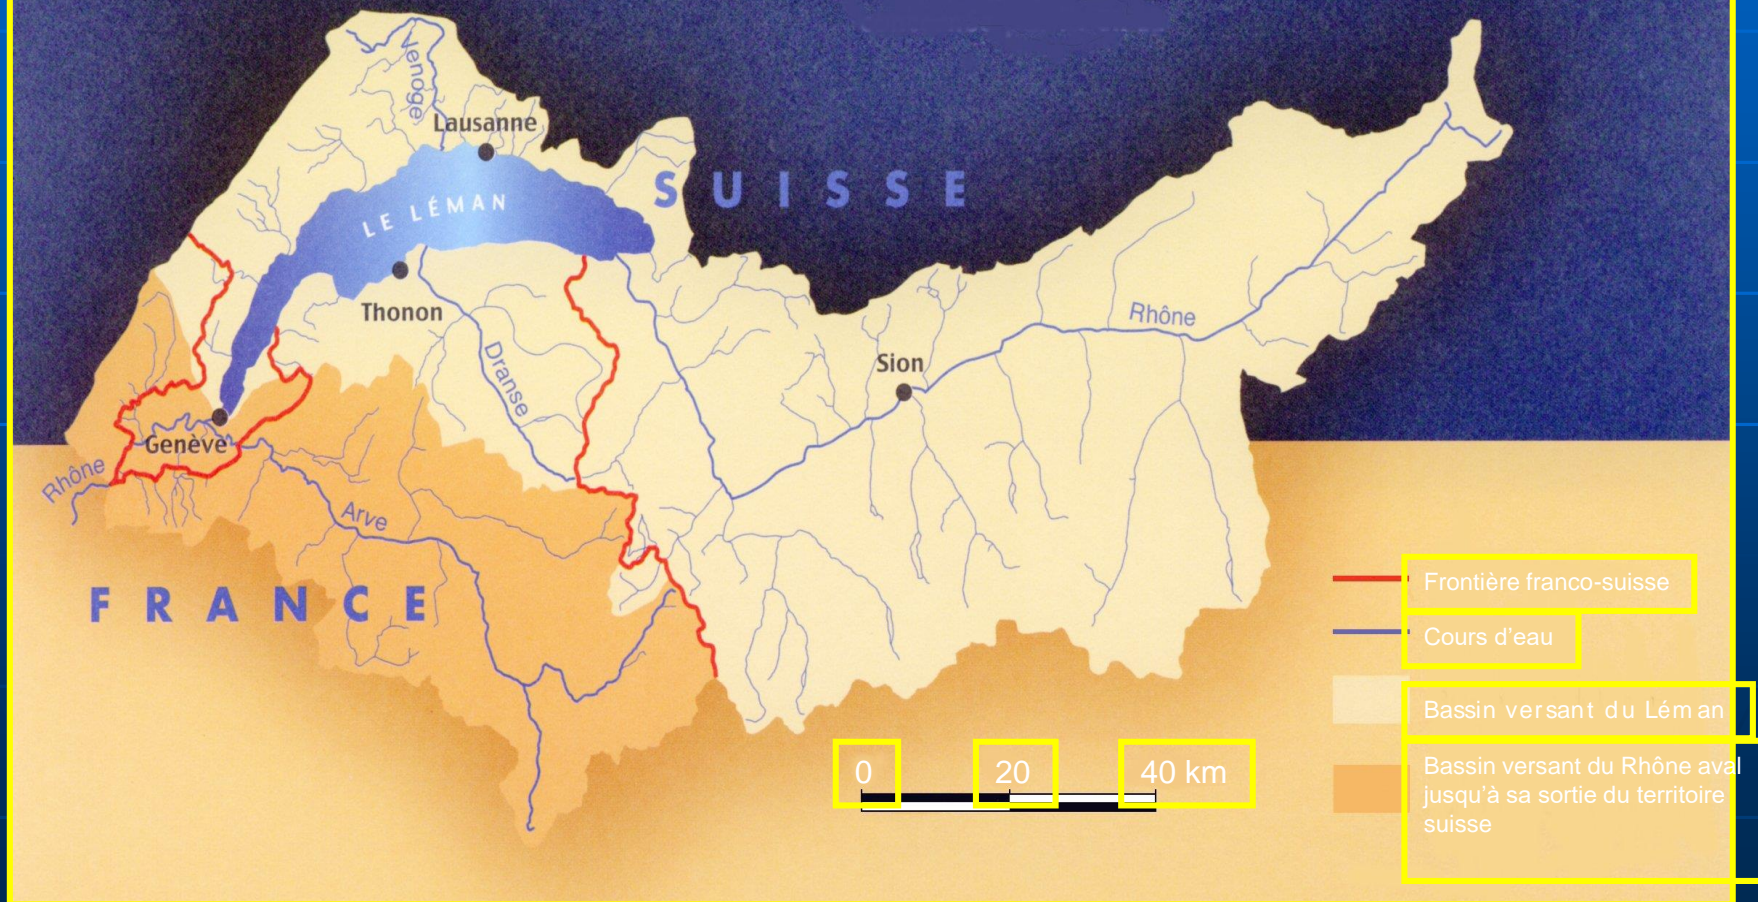 Venoge
Lausanne
SUISSE
LE LÉMAN
Thonon
Rhône
Dranse
Sion
Genève
Rhône
Arve
FRANCE
Frontière franco-suisse
Cours d'eau
Bassin versant du Léman
0 20 40 km
Bassin versant du Rhône aval
jusqu'à sa sortie du territoire
suisse